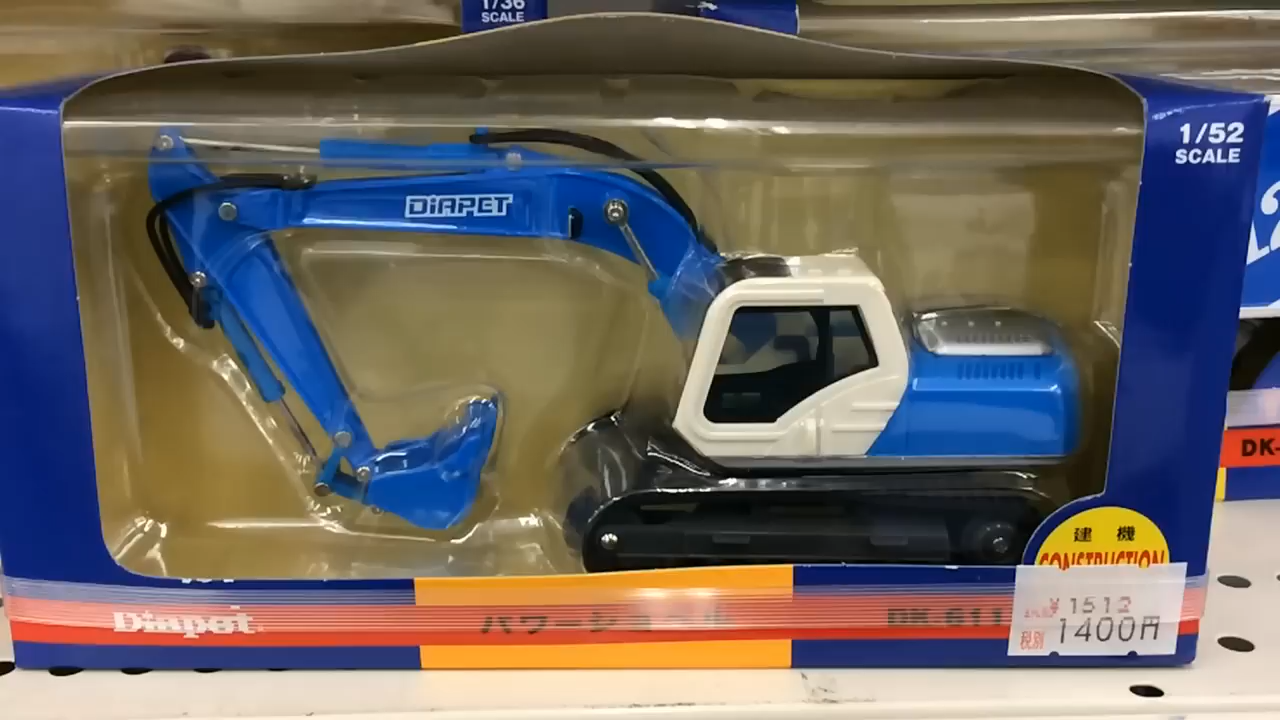 1/36
SCALE
1/52
SCALE
DIAPET
DK-
建機
CONSTRUCTION
Diapet
パワーショベル
DK-611
¥1512
税別 1400円